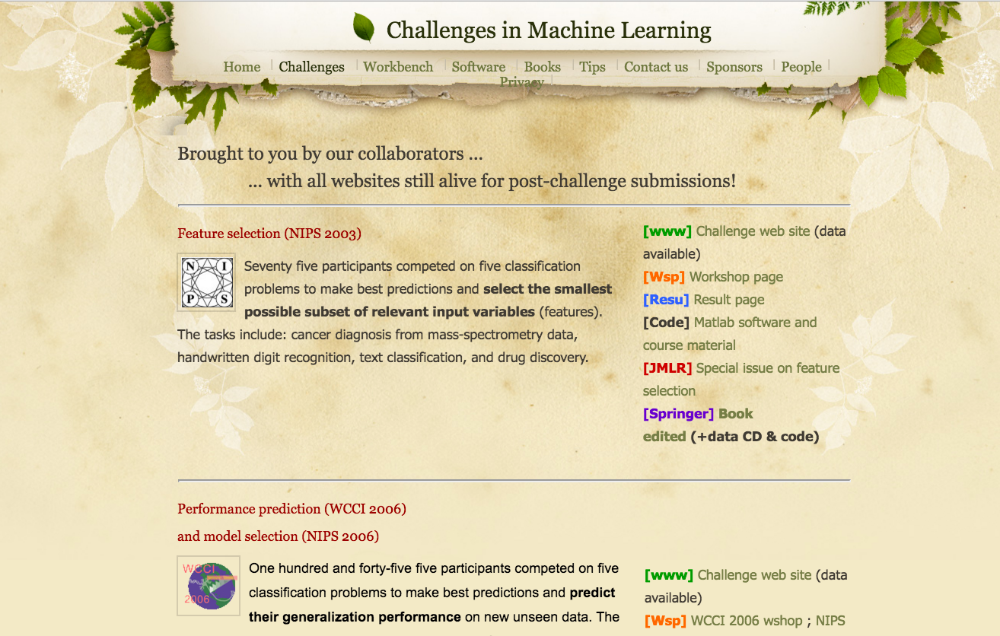 Challenges in Machine Learning
Home Challenges Workbench Software Books Tips Contact us Sponsors People
Privacy
Brought to you by our collaborators ...
... with all websites still alive for post-challenge submissions!
Feature selection (NIPS 2003)
N I
P S
Seventy five participants competed on five classification
problems to make best predictions and select the smallest
possible subset of relevant input variables (features).
The tasks include: cancer diagnosis from mass-spectrometry data,
handwritten digit recognition, text classification, and drug discovery.
[www] Challenge web site (data
available)
[Wsp] Workshop page
[Resu] Result page
[Code] Matlab software and
course material
[JMLR] Special issue on feature
selection
[Springer] Book
edited (+data CD & code)
Performance prediction (WCCI 2006)
and model selection (NIPS 2006)
WCCI
2006
One hundred and forty-five five participants competed on five
classification problems to make best predictions and predict
their generalization performance on new unseen data. The
[www] Challenge web site (data
available)
[Wsp] WCCI 2006 wshop ; NIPS